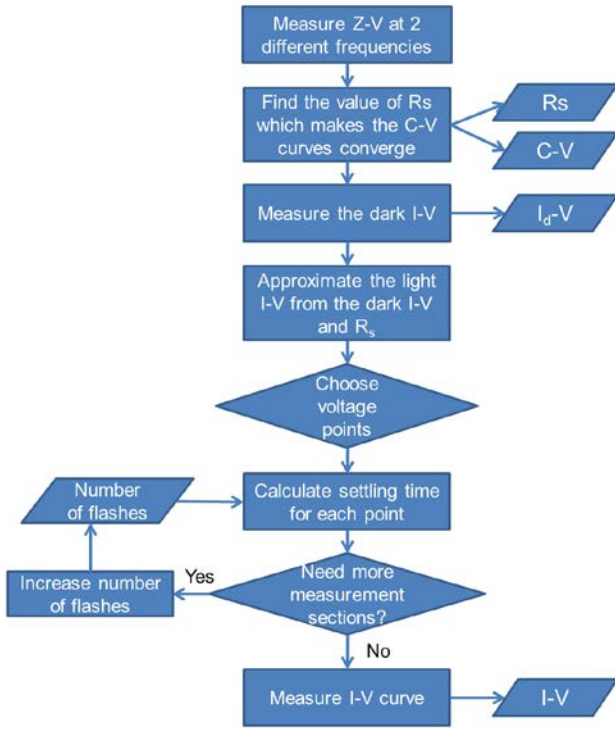 Measure Z-V at 2
different frequencies
Find the value of Rs
which makes the C-V
curves converge
Rs
C-V
Measure the dark I-V
I_d-V
Approximate the light
I-V from the dark I-V
and R_s
Choose
voltage
points
Number
of flashes
Calculate settling time
for each point
Increase number
of flashes
Yes
Need more
measurement
sections?
No
Measure I-V curve
I-V